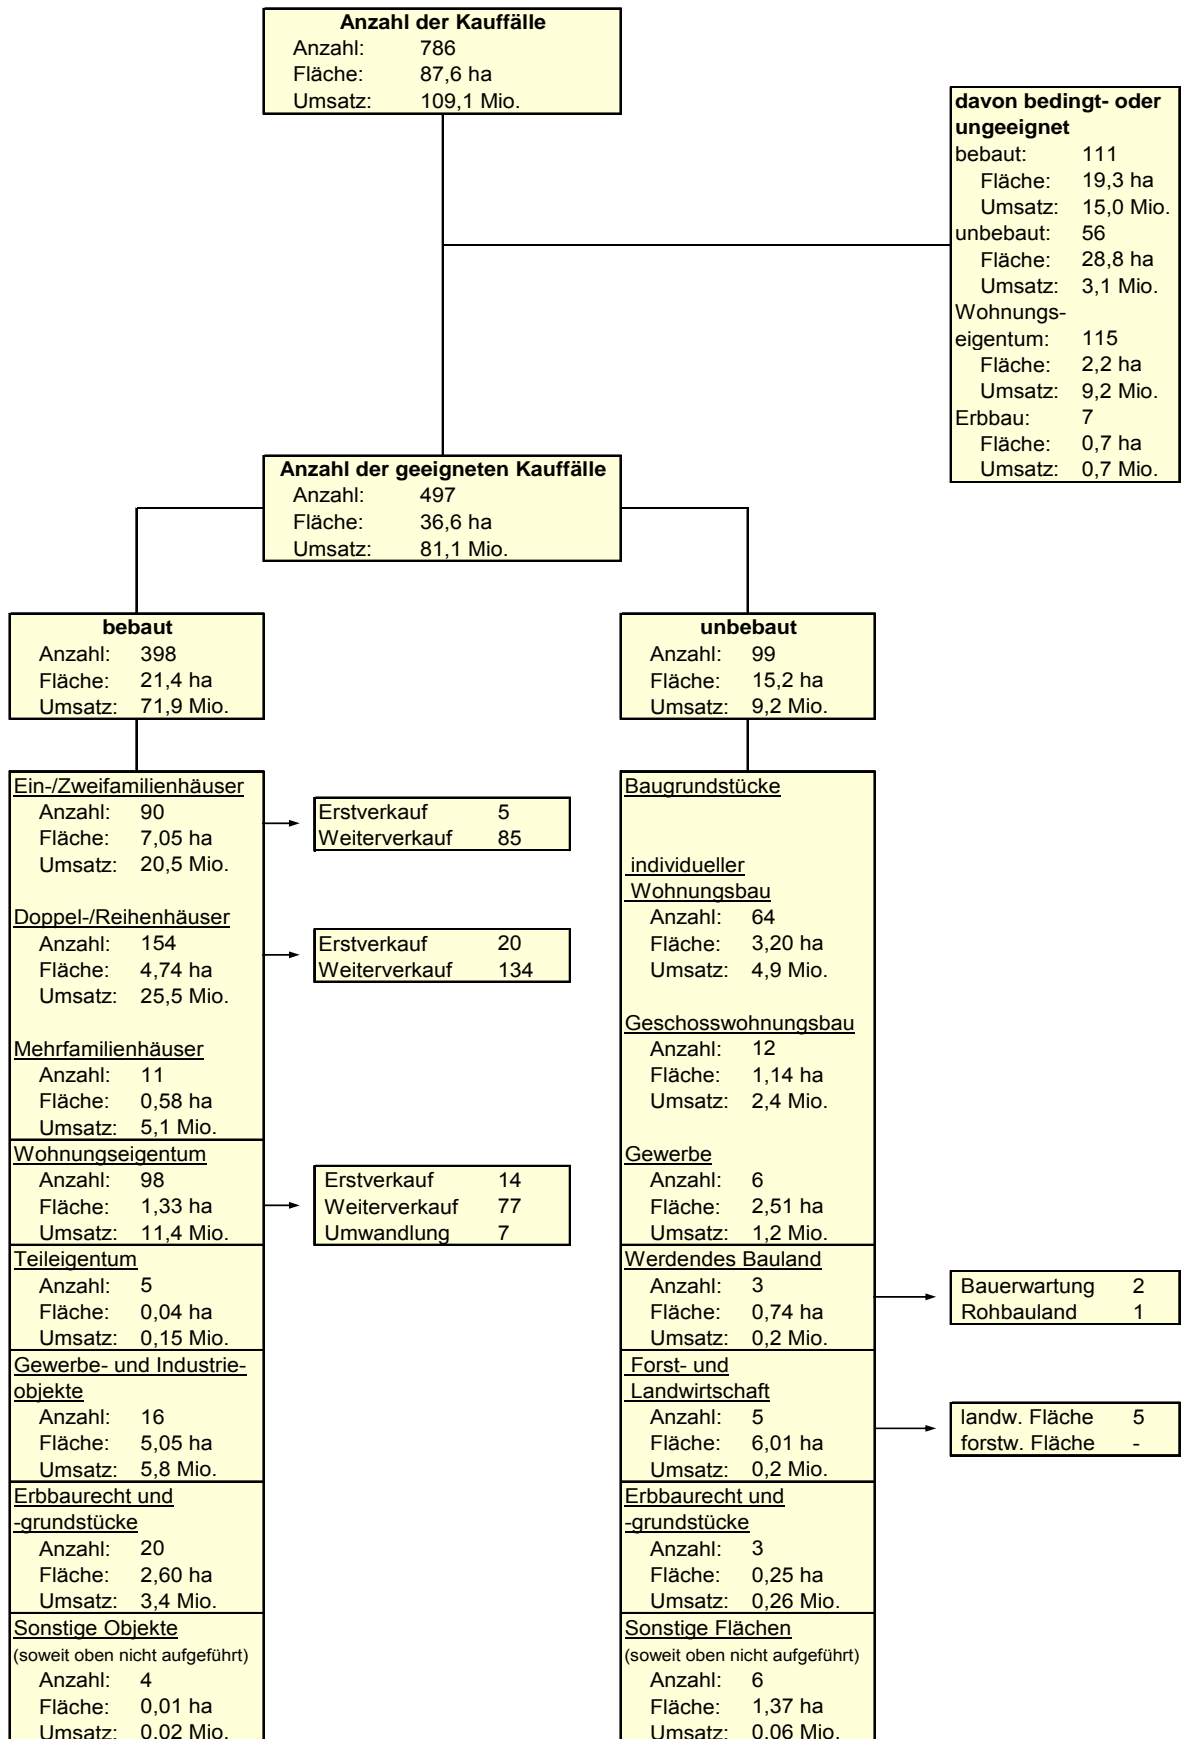 Anzahl der Kauffälle
Anzahl: 786
Fläche: 87,6 ha
Umsatz: 109,1 Mio.
davon bedingt- oder
ungeeignet
bebaut: 111
Fläche: 19,3 ha
Umsatz: 15,0 Mio.
unbebaut: 56
Fläche: 28,8 ha
Umsatz: 3,1 Mio.
Wohnungs-
eigentum: 115
Fläche: 2,2 ha
Umsatz: 9,2 Mio.
Erbbau: 7
Fläche: 0,7 ha
Umsatz: 0,7 Mio.
Anzahl der geeigneten Kauffälle
Anzahl: 497
Fläche: 36,6 ha
Umsatz: 81,1 Mio.
bebaut
Anzahl: 398
Fläche: 21,4 ha
Umsatz: 71,9 Mio.
Ein-/Zweifamilienhäuser
Anzahl: 90
Fläche: 7,05 ha
Umsatz: 20,5 Mio.
Erstverkauf 5
Weiterverkauf 85
Doppel-/Reihenhäuser
Anzahl: 154
Fläche: 4,74 ha
Umsatz: 25,5 Mio.
Erstverkauf 20
Weiterverkauf 134
Mehrfamilienhäuser
Anzahl: 11
Fläche: 0,58 ha
Umsatz: 5,1 Mio.
Wohnungseigentum
Anzahl: 98
Fläche: 1,33 ha
Umsatz: 11,4 Mio.
Erstverkauf 14
Weiterverkauf 77
Umwandlung 7
Teileigentum
Anzahl: 5
Fläche: 0,04 ha
Umsatz: 0,15 Mio.
Gewerbe- und Industrie-
objekte
Anzahl: 16
Fläche: 5,05 ha
Umsatz: 5,8 Mio.
Erbbaurecht und
-grundstücke
Anzahl: 20
Fläche: 2,60 ha
Umsatz: 3,4 Mio.
Sonstige Objekte
(soweit oben nicht aufgeführt)
Anzahl: 4
Fläche: 0,01 ha
Umsatz: 0,02 Mio.
unbebaut
Anzahl: 99
Fläche: 15,2 ha
Umsatz: 9,2 Mio.
Baugrundstücke
individueller
Wohnungsbau
Anzahl: 64
Fläche: 3,20 ha
Umsatz: 4,9 Mio.
Geschosswohnungsbau
Anzahl: 12
Fläche: 1,14 ha
Umsatz: 2,4 Mio.
Gewerbe
Anzahl: 6
Fläche: 2,51 ha
Umsatz: 1,2 Mio.
Werdendes Bauland
Anzahl: 3
Fläche: 0,74 ha
Umsatz: 0,2 Mio.
Bauerwartung 2
Rohbauland 1
Forst- und
Landwirtschaft
Anzahl: 5
Fläche: 6,01 ha
Umsatz: 0,2 Mio.
landw. Fläche 5
forstw. Fläche -
Erbbaurecht und
-grundstücke
Anzahl: 3
Fläche: 0,25 ha
Umsatz: 0,26 Mio.
Sonstige Flächen
(soweit oben nicht aufgeführt)
Anzahl: 6
Fläche: 1,37 ha
Umsatz: 0,06 Mio.